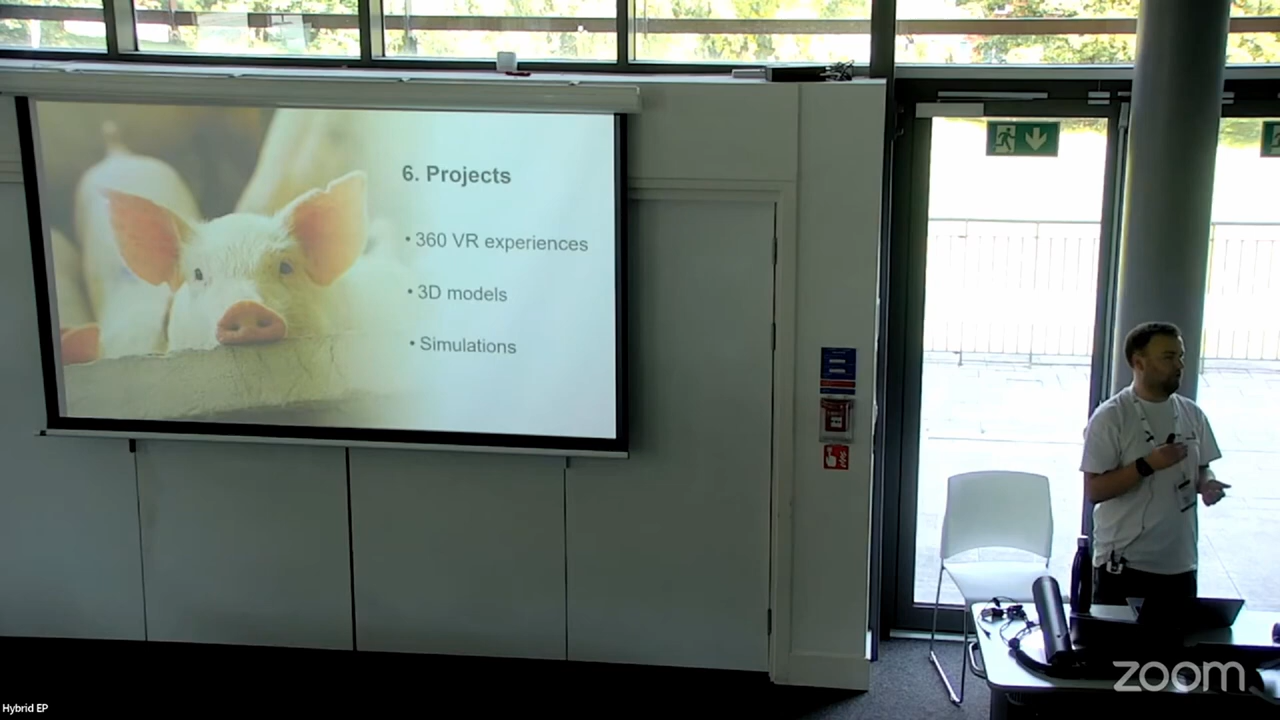 6. Projects
• 360 VR experiences
• 3D models
• Simulations
zoom
Hybrid EP